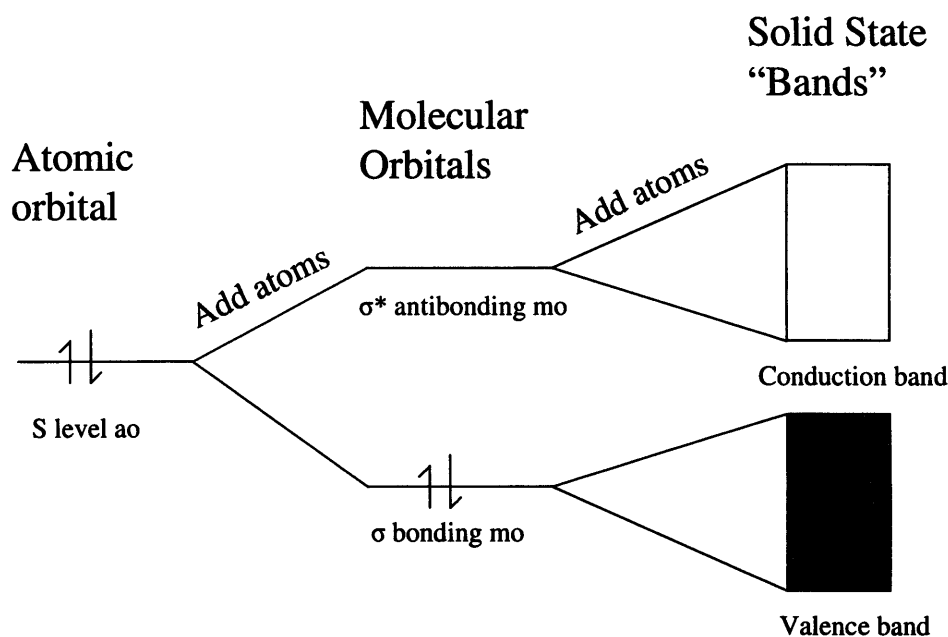 Atomic
orbital
Molecular
Orbitals
Solid State
“Bands”
Add atoms
Add atoms
S level ao
σ* antibonding mo
σ bonding mo
Conduction band
Valence band